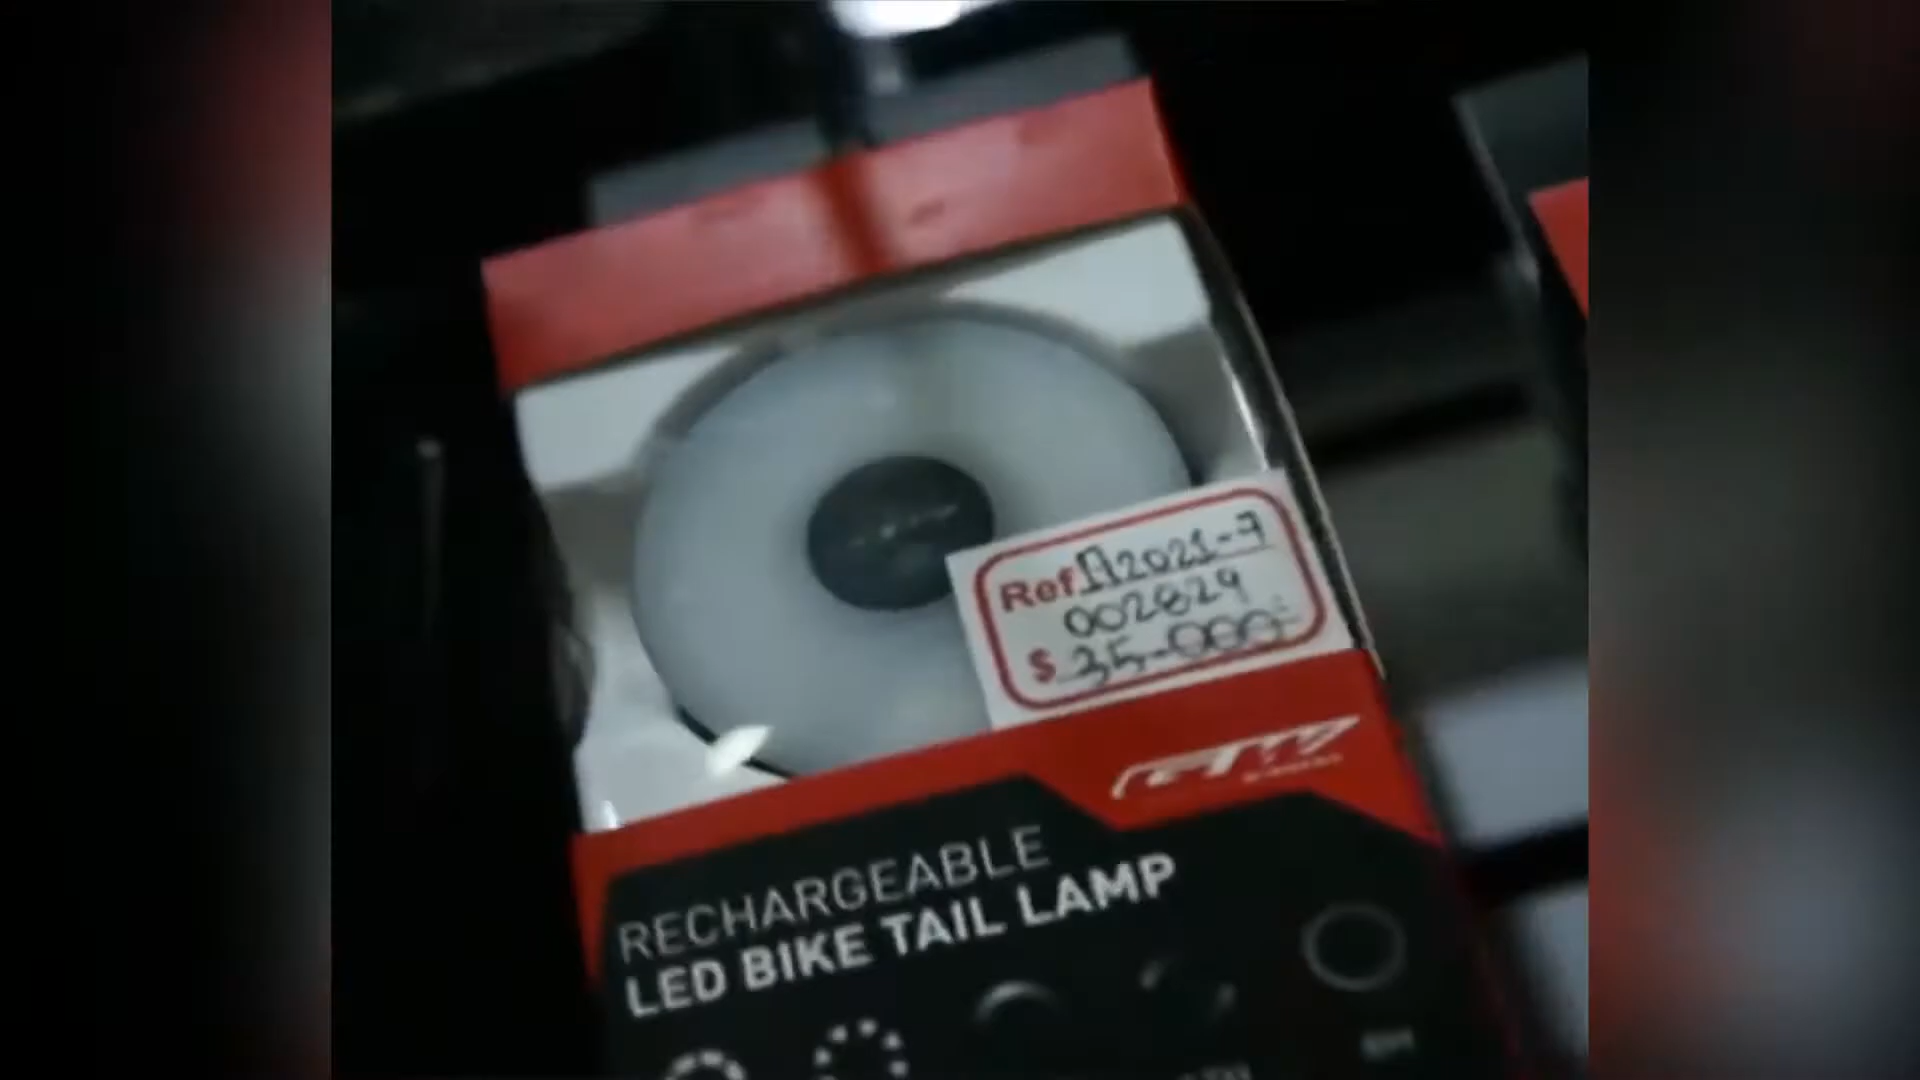 Ref A2021-7
002829
$ 35-000
RECHARGEABLE
LED BIKE TAIL LAMP